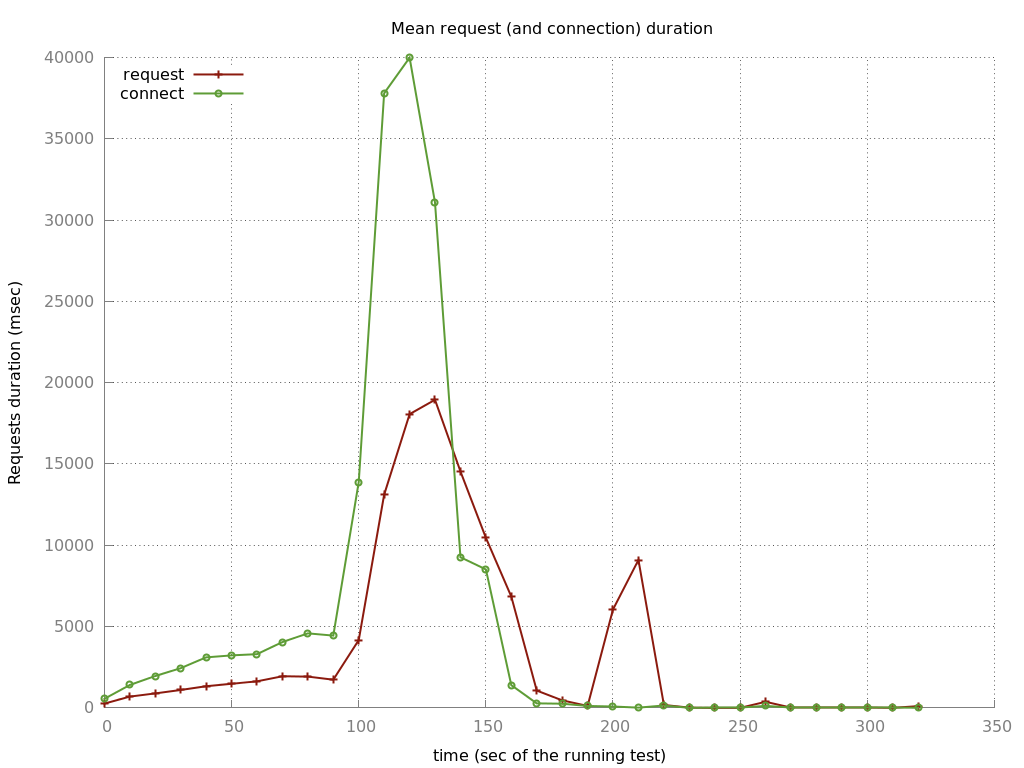 Mean request (and connection) duration
request
connect
40000
35000
30000
25000
20000
15000
10000
5000
0
Requests duration (msec)
0 50 100 150 200 250 300 350
time (sec of the running test)